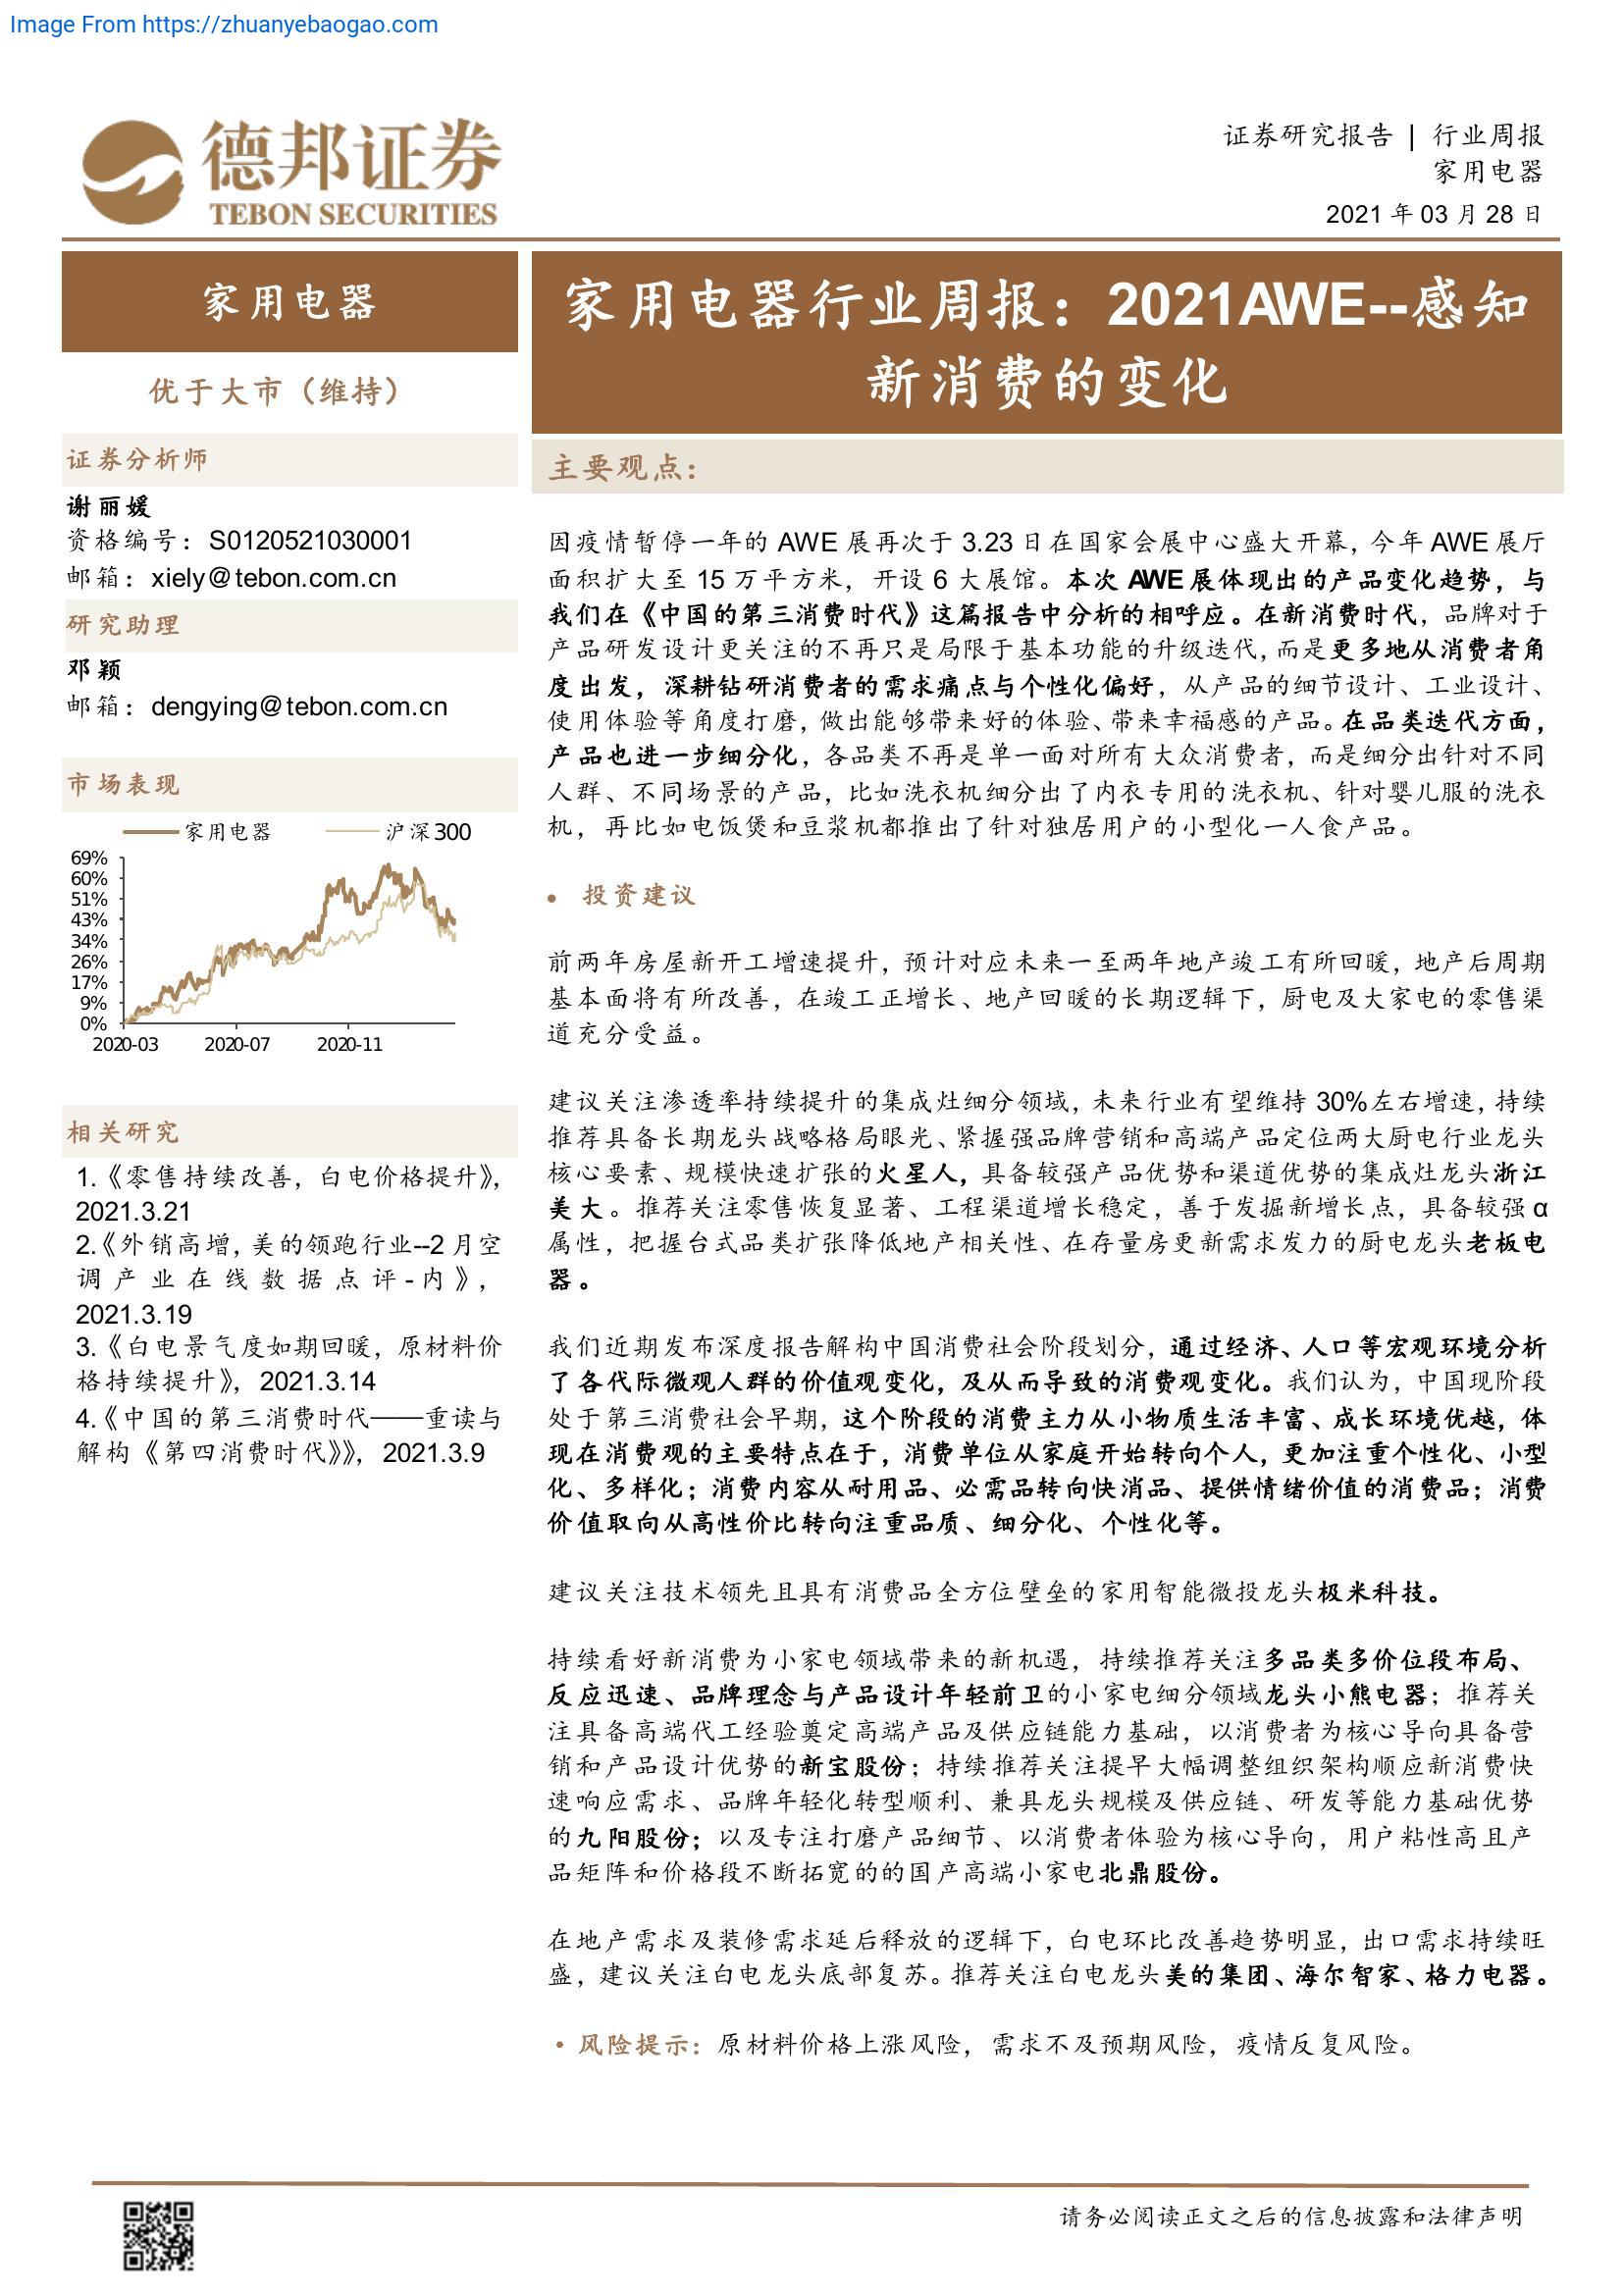 Image From https://zhuanyebaogao.com
德邦证券
TEBON SECURITIES
证券研究报告 | 行业周报
家用电器
2021 年 03 月 28 日
家用电器
优于大市（维持）
证券分析师
谢丽媛
资格编号：S0120521030001
邮箱：xiely@tebon.com.cn
研究助理
邓颖
邮箱：dengying@tebon.com.cn
市场表现
家用电器 沪深300
69%
60%
51%
43%
34%
26%
17%
9%
0%
2020-03 2020-07 2020-11
相关研究
1.《零售持续改善，白电价格提升》，
2021.3.21
2.《外销高增，美的领跑行业--2 月空
调产业在线数据点评-内》，
2021.3.19
3.《白电景气度如期回暖，原材料价
格持续提升》，2021.3.14
4.《中国的第三消费时代——重读与
解构《第四消费时代》》，2021.3.9
家用电器行业周报：2021AWE--感知
新消费的变化
主要观点：
因疫情暂停一年的 AWE 展再次于 3.23 日在国家会展中心盛大开幕，今年 AWE 展厅
面积扩大至 15 万平方米，开设 6 大展馆。本次 AWE 展体现出的产品变化趋势，与
我们在《中国的第三消费时代》这篇报告中分析的相呼应。在新消费时代，品牌对于
产品研发设计更关注的不再只是局限于基本功能的升级迭代，而是更多地从消费者角
度出发，深耕钻研消费者的需求痛点与个性化偏好，从产品的细节设计、工业设计、
使用体验等角度打磨，做出能够带来好的体验、带来幸福感的产品。在品类迭代方面，
产品也进一步细分化，各品类不再是单一面对所有大众消费者，而是细分出针对不同
人群、不同场景的产品，比如洗衣机细分出了内衣专用的洗衣机、针对婴儿服的洗衣
机，再比如电饭煲和豆浆机都推出了针对独居用户的小型化一人食产品。
• 投资建议
前两年房屋新开工增速提升，预计对应未来一至两年地产竣工有所回暖，地产后周期
基本面将有所改善，在竣工正增长、地产回暖的长期逻辑下，厨电及大家电的零售渠
道充分受益。
建议关注渗透率持续提升的集成灶细分领域，未来行业有望维持 30%左右增速，持续
推荐具备长期龙头战略格局眼光、紧握强品牌营销和高端产品定位两大厨电行业龙头
核心要素、规模快速扩张的火星人，具备较强产品优势和渠道优势的集成灶龙头浙江
美大。推荐关注零售恢复显著、工程渠道增长稳定，善于发掘新增长点，具备较强 α
属性，把握台式品类扩张降低地产相关性、在存量房更新需求发力的厨电龙头老板电
器。
我们近期发布深度报告解构中国消费社会阶段划分，通过经济、人口等宏观环境分析
了各代际微观人群的价值观变化，及从而导致的消费观变化。我们认为，中国现阶段
处于第三消费社会早期，这个阶段的消费主力从小物质生活丰富、成长环境优越，体
现在消费观的主要特点在于，消费单位从家庭开始转向个人，更加注重个性化、小型
化、多样化；消费内容从耐用品、必需品转向快消品、提供情绪价值的消费品；消费
价值取向从高性价比转向注重品质、细分化、个性化等。
建议关注技术领先且具有消费品全方位壁垒的家用智能微投龙头极米科技。
持续看好新消费为小家电领域带来的新机遇，持续推荐关注多品类多价位段布局、
反应迅速、品牌理念与产品设计年轻前卫的小家电细分领域龙头小熊电器；推荐关
注具备高端代工经验奠定高端产品及供应链能力基础，以消费者为核心导向具备营
销和产品设计优势的新宝股份；持续推荐关注提早大幅调整组织架构顺应新消费快
速响应需求、品牌年轻化转型顺利、兼具龙头规模及供应链、研发等能力基础优势
的九阳股份；以及专注打磨产品细节、以消费者体验为核心导向，用户粘性高且产
品矩阵和价格段不断拓宽的的国产高端小家电北鼎股份。
在地产需求及装修需求延后释放的逻辑下，白电环比改善趋势明显，出口需求持续旺
盛，建议关注白电龙头底部复苏。推荐关注白电龙头美的集团、海尔智家、格力电器。
• 风险提示：原材料价格上涨风险，需求不及预期风险，疫情反复风险。
请务必阅读正文之后的信息披露和法律声明